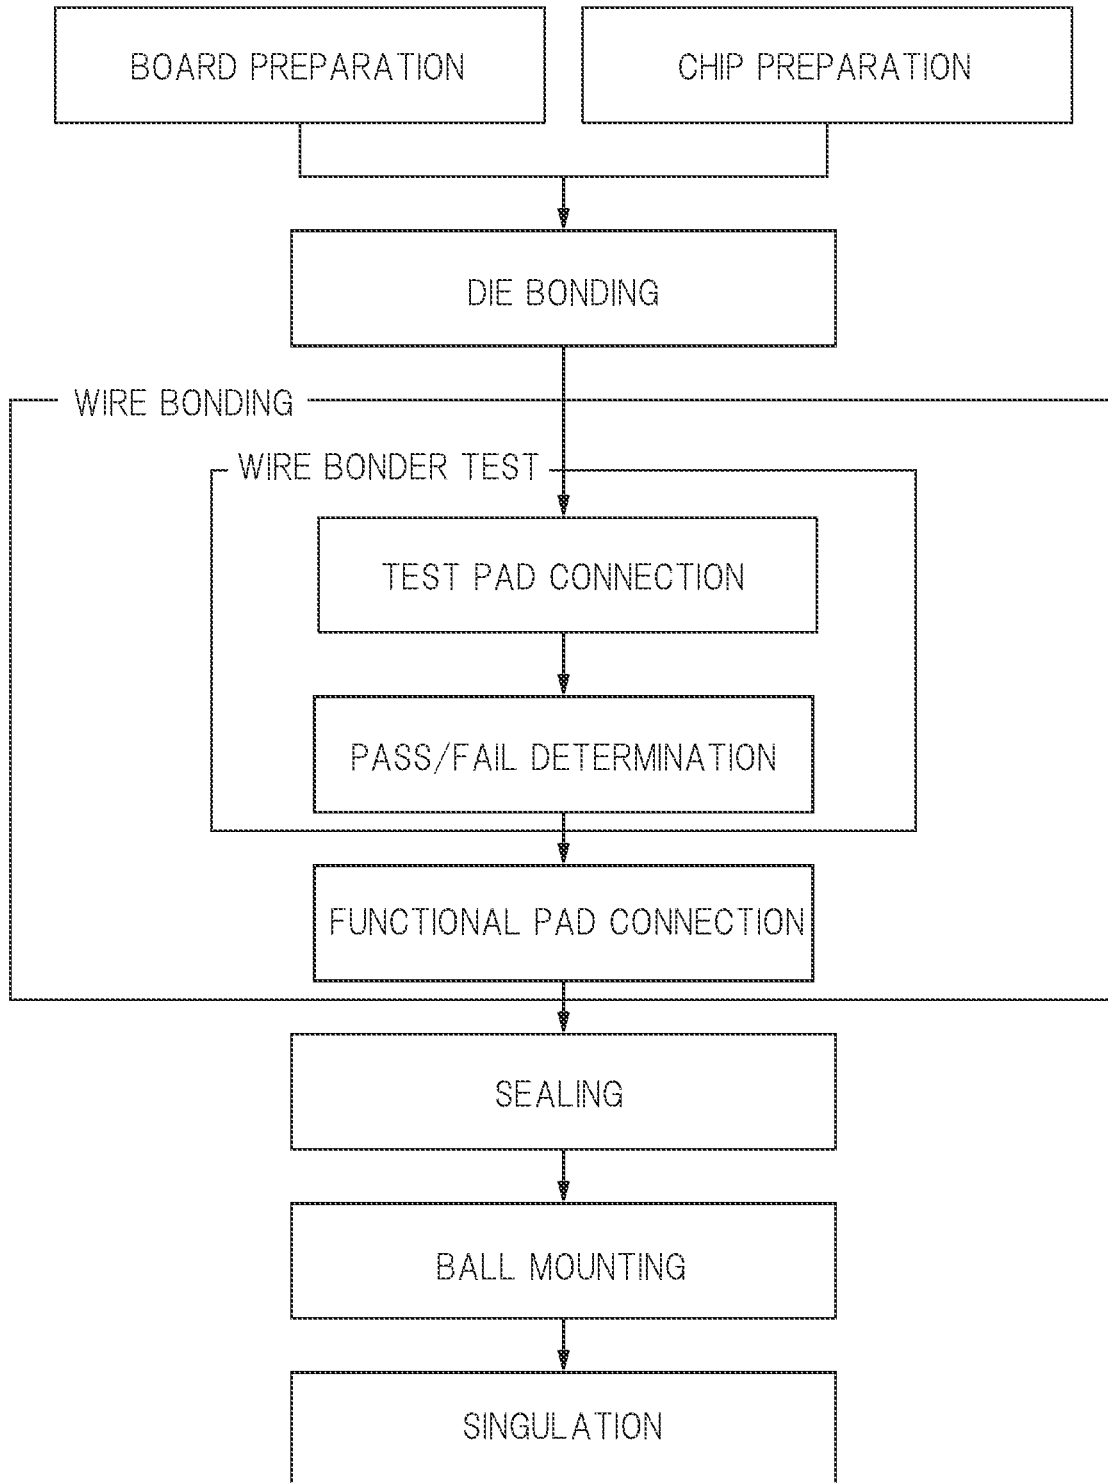 BOARD PREPARATION
CHIP PREPARATION
DIE BONDING
WIRE BONDING
WIRE BONDER TEST
TEST PAD CONNECTION
PASS/FAIL DETERMINATION
FUNCTIONAL PAD CONNECTION
SEALING
BALL MOUNTING
SINGULATION